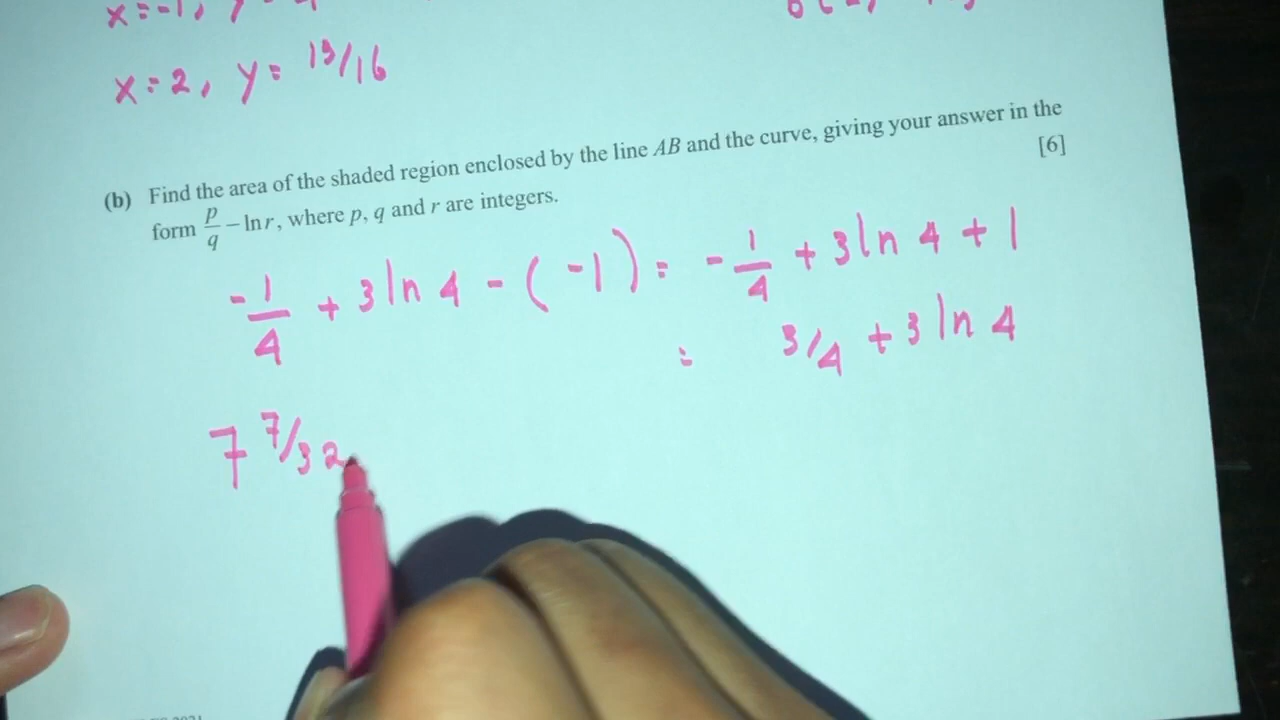 x=-1, y=
x=2, y= 13/16
(b) Find the area of the shaded region enclosed by the line AB and the curve, giving your answer in the
form p/q – ln r, where p, q and r are integers. [6]
-1/4 + 3 ln 4 - (-1) = -1/4 + 3 ln 4 + 1
= 3/4 + 3 ln 4
7 7/32